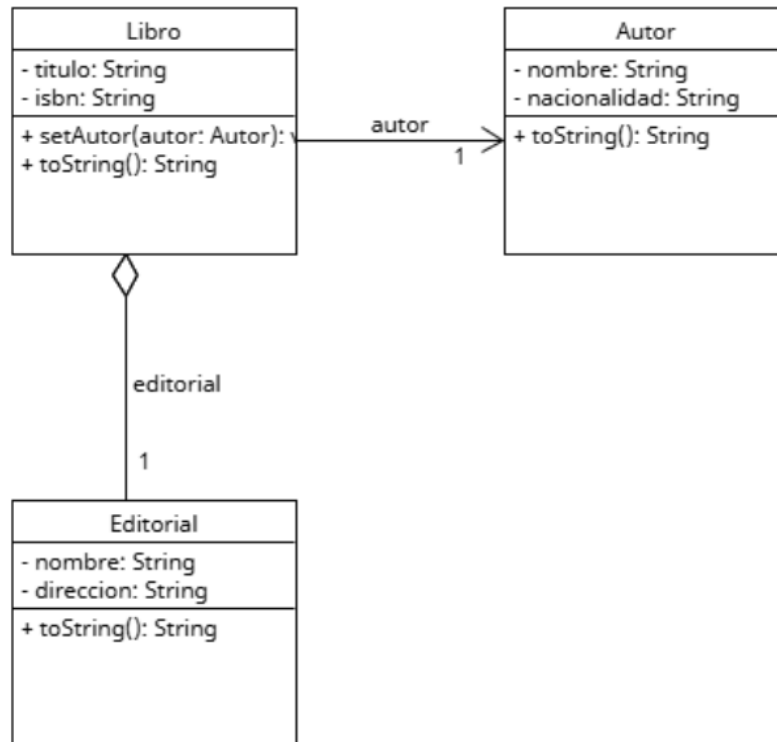 Libro
- titulo: String
- isbn: String
+ setAutor(autor: Autor):
+ toString(): String
autor
1
Autor
- nombre: String
- nacionalidad: String
+ toString(): String
editorial
1
Editorial
- nombre: String
- direccion: String
+ toString(): String